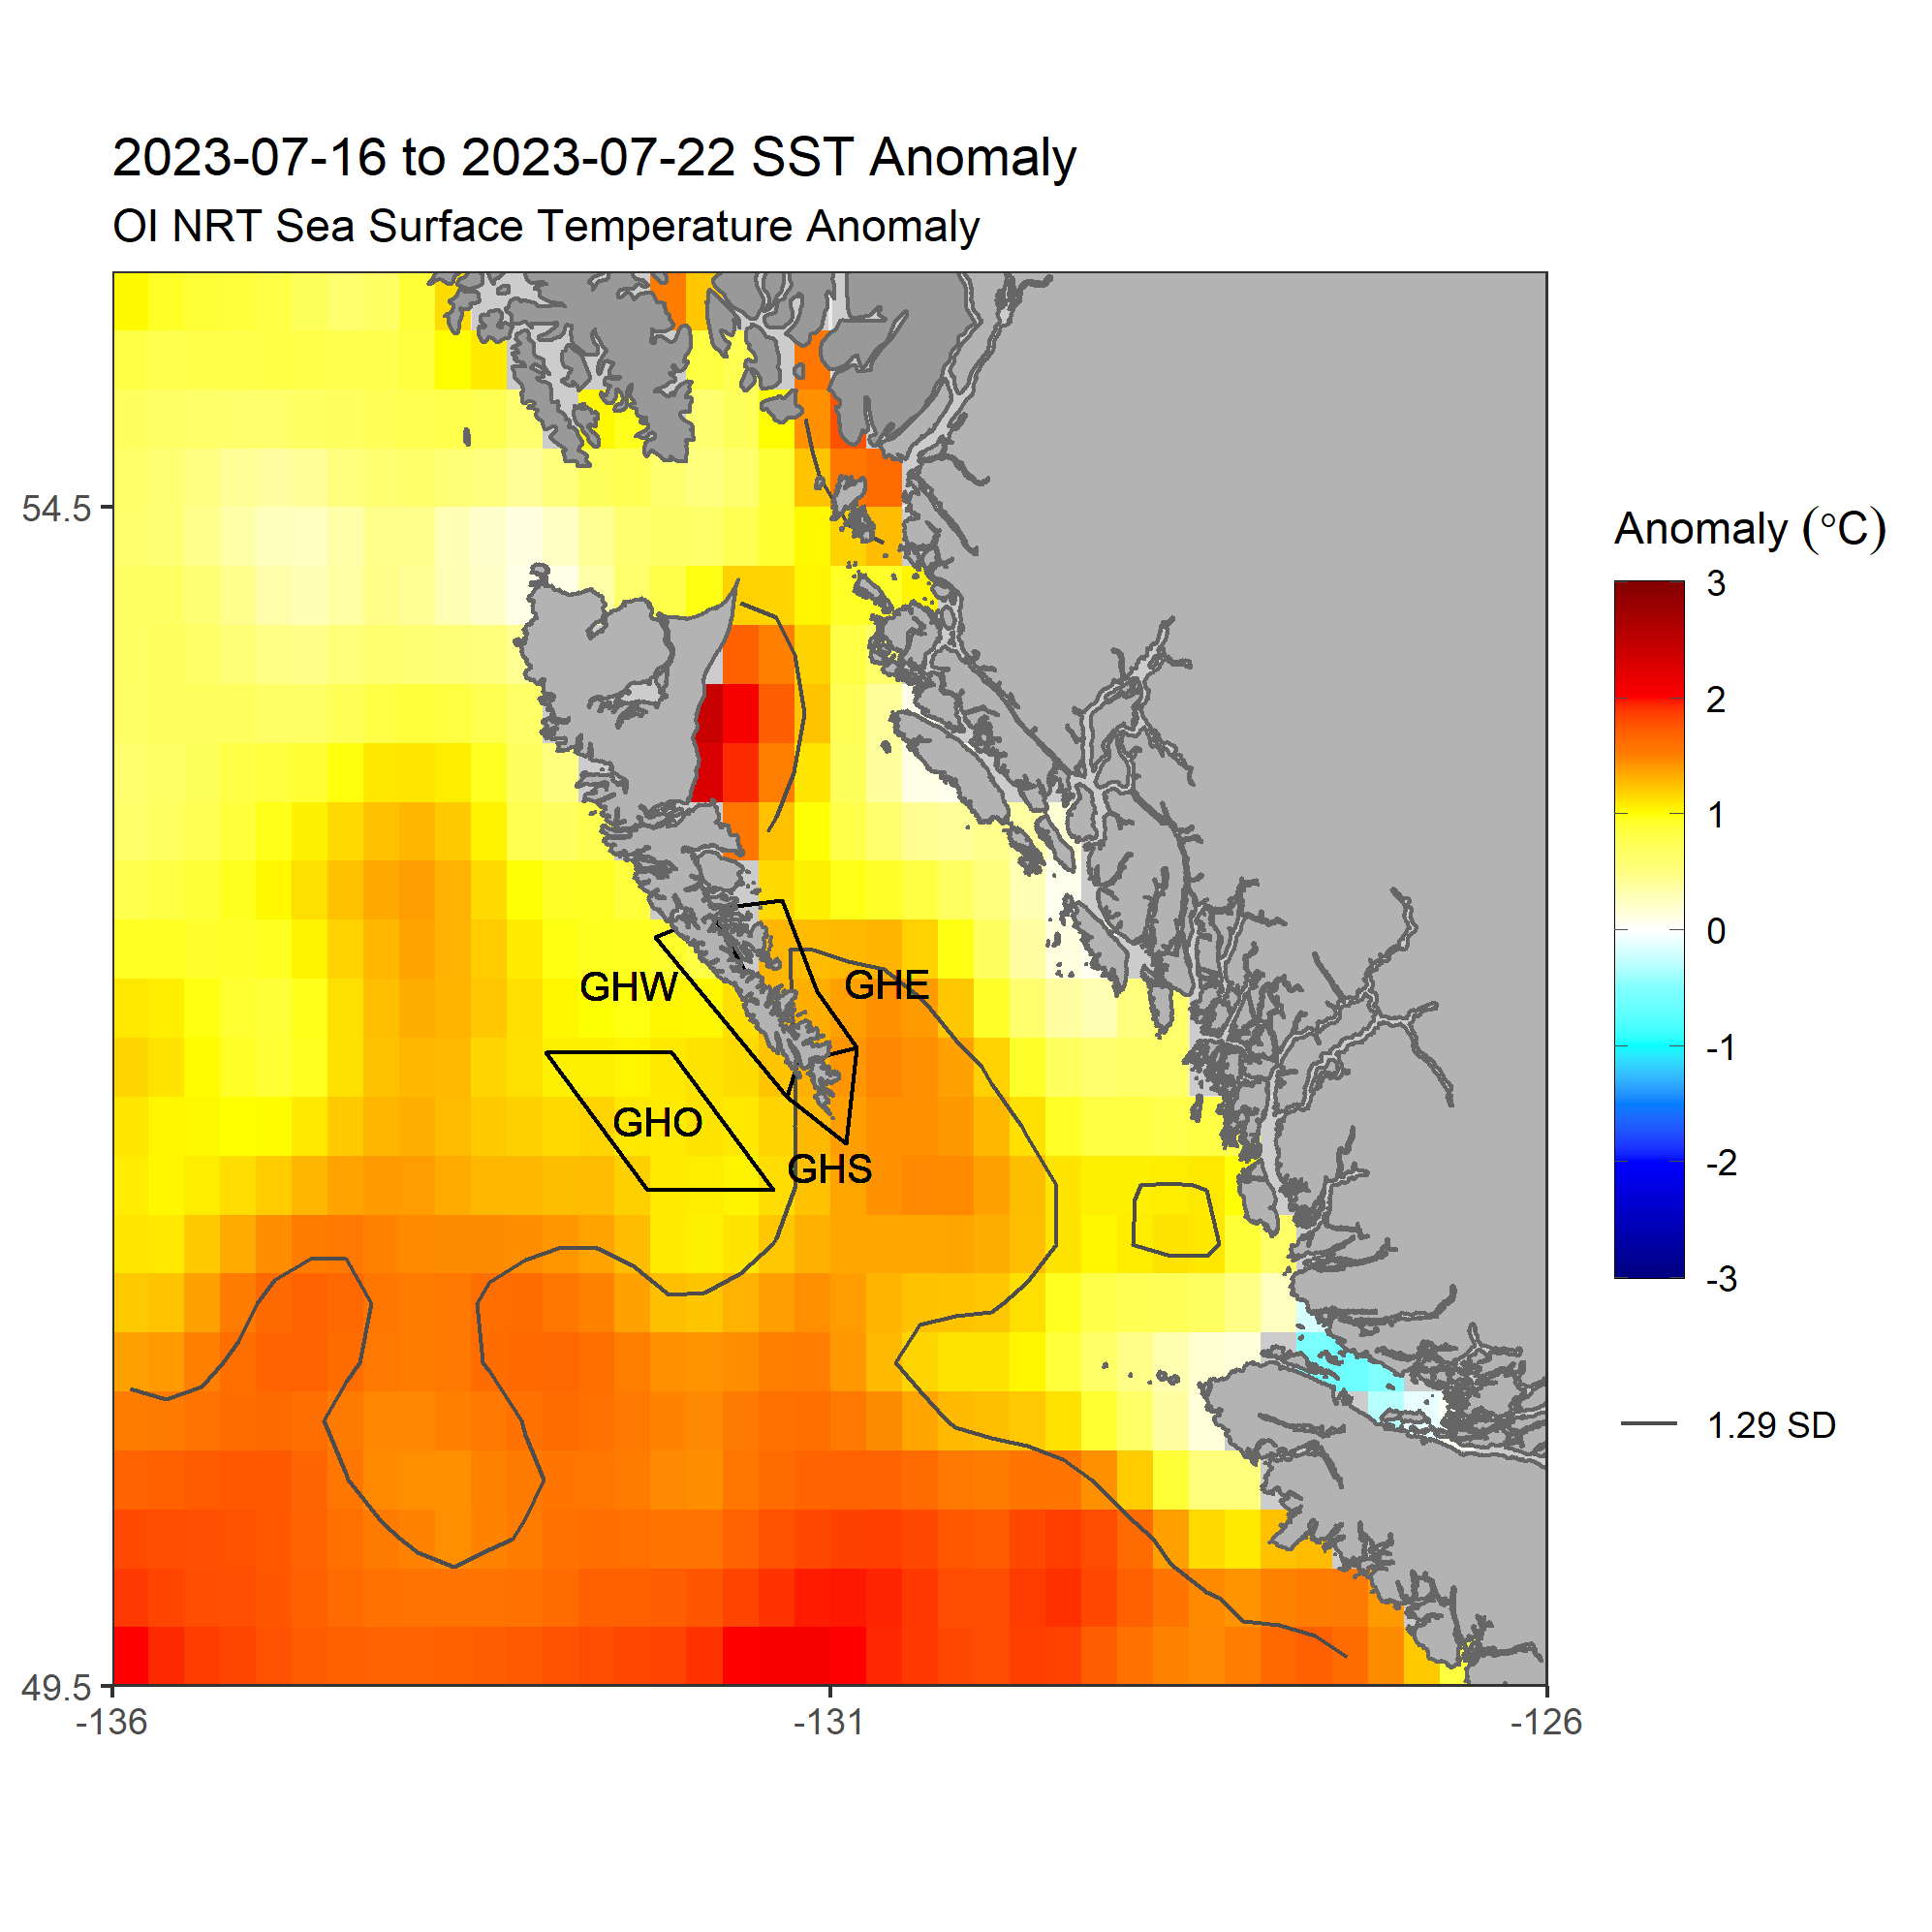 2023-07-16 to 2023-07-22 SST Anomaly
OI NRT Sea Surface Temperature Anomaly
54.5
49.5
-136
-131
-126
GHW
GHE
GHO
GHS
Anomaly (°C)
3
2
1
0
-1
-2
-3
1.29 SD